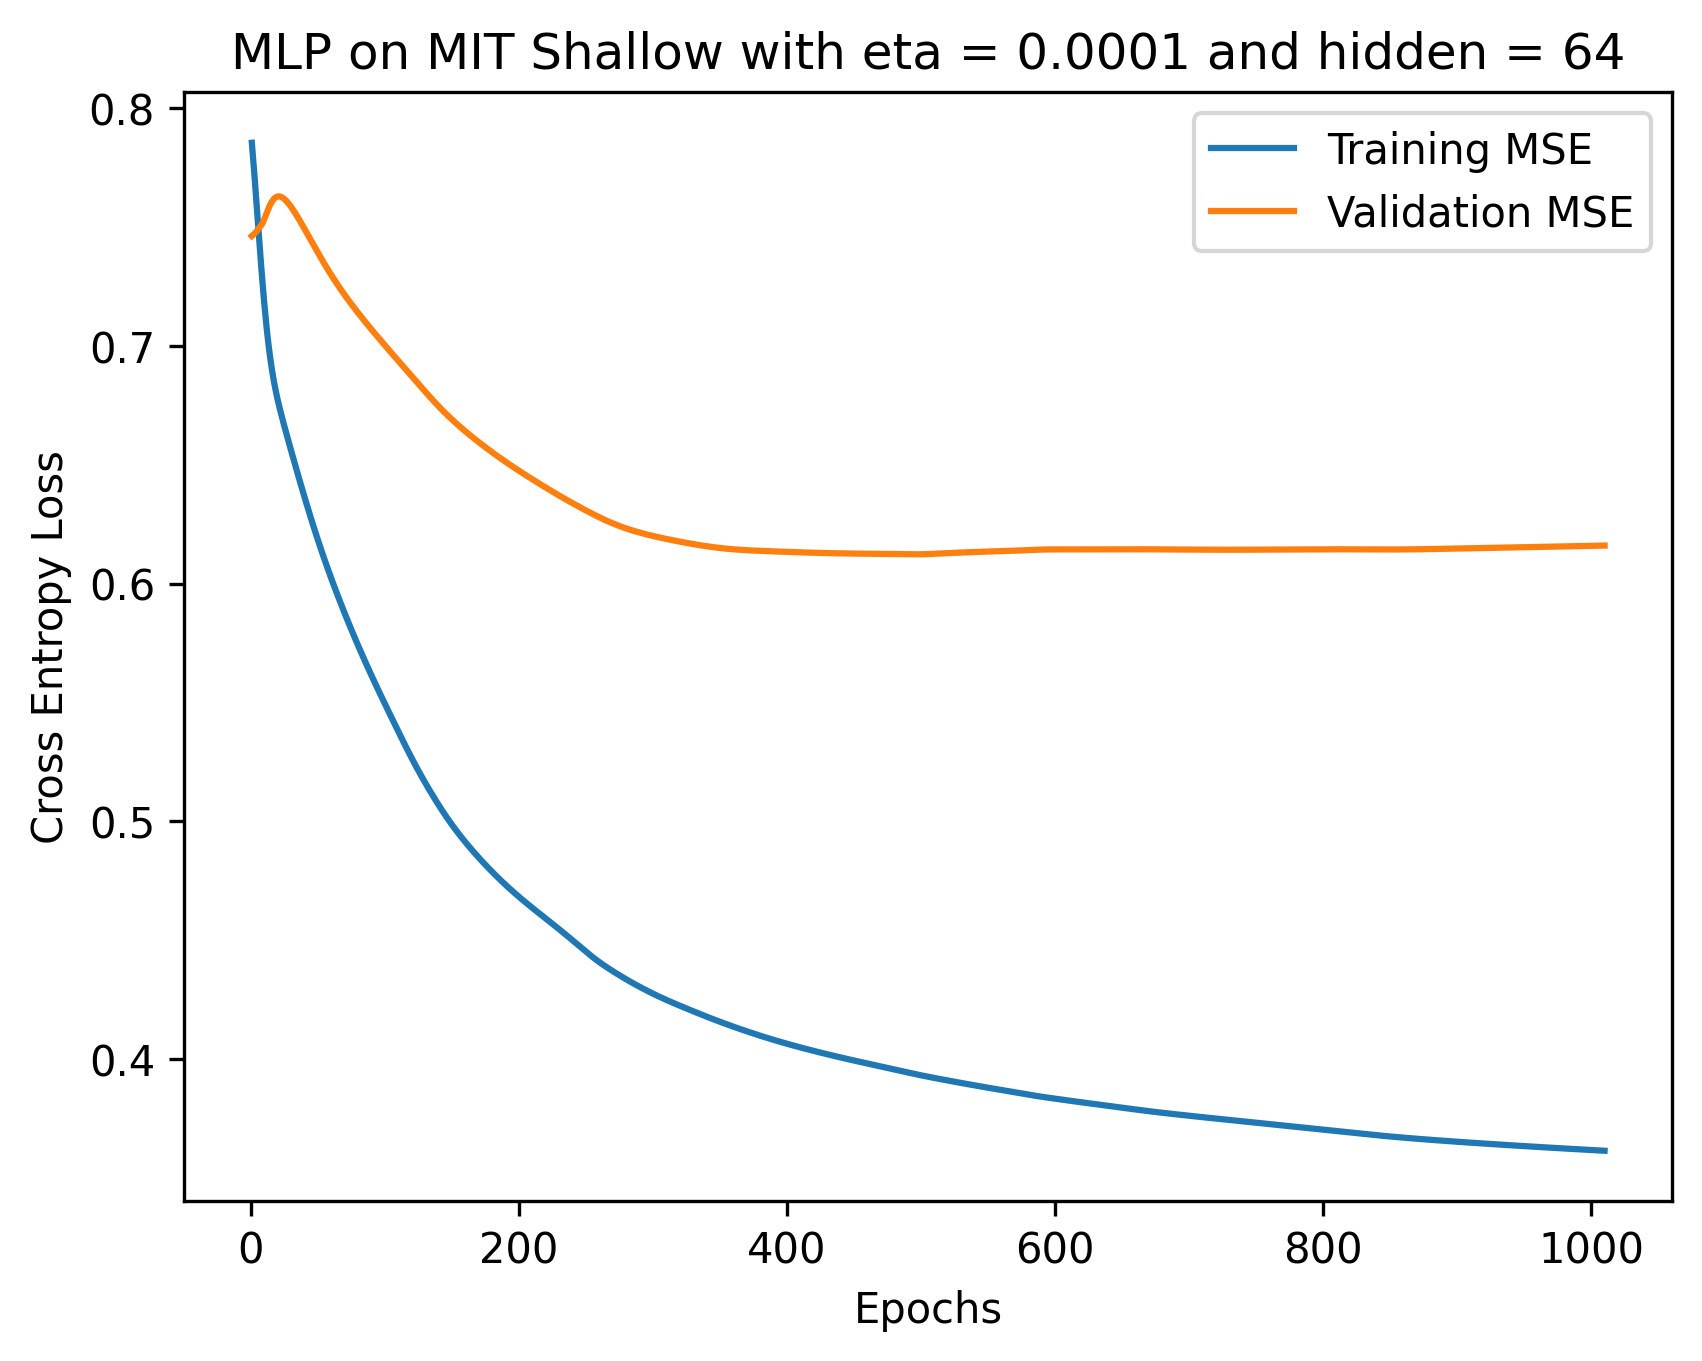 MLP on MIT Shallow with eta = 0.0001 and hidden = 64
0.8
0.7
0.6
0.5
0.4
Cross Entropy Loss
Training MSE
Validation MSE
0 200 400 600 800 1000
Epochs